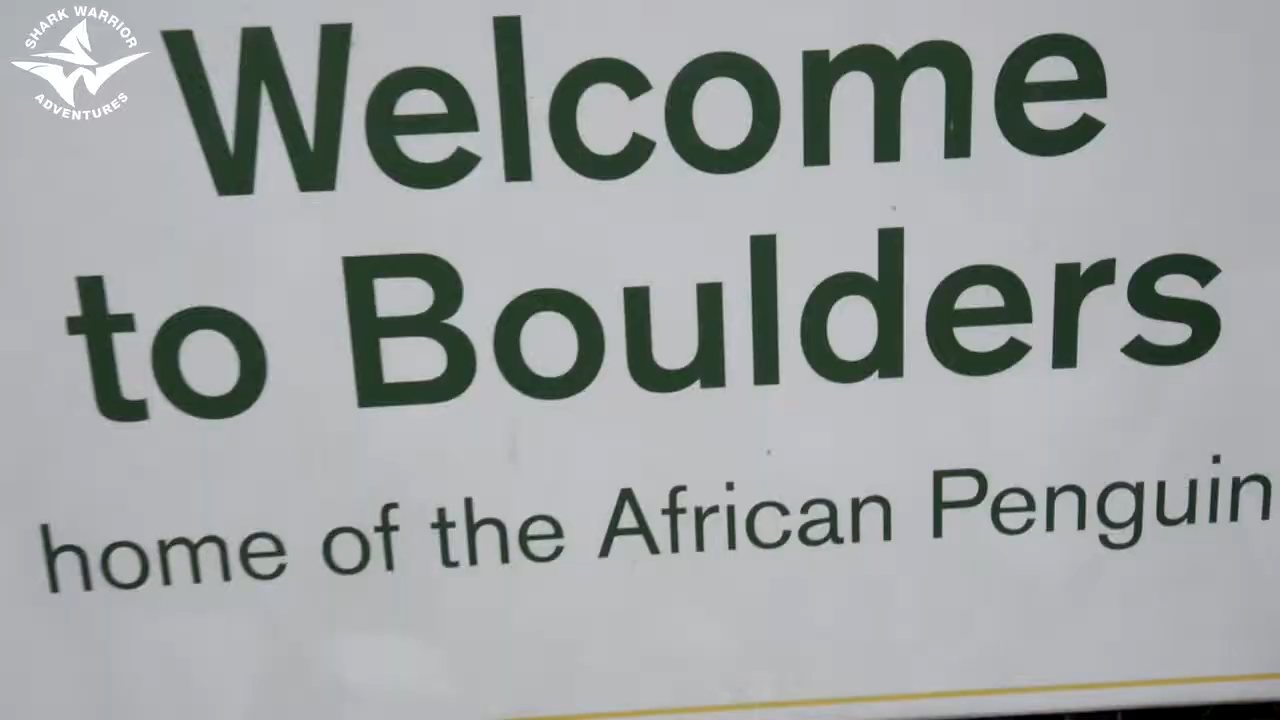 SHARK WARRIOR
ADVENTURES
Welcome
to Boulders
home of the African Penguin